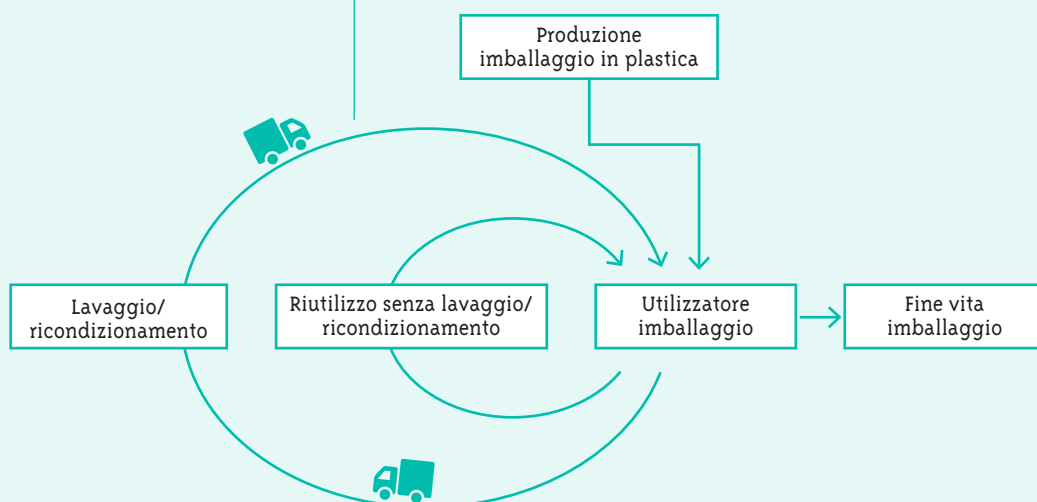 Produzione
imballaggio in plastica
Lavaggio/
ricondizionamento
Riutilizzo senza lavaggio/
ricondizionamento
Utilizzatore
imballaggio
Fine vita
imballaggio